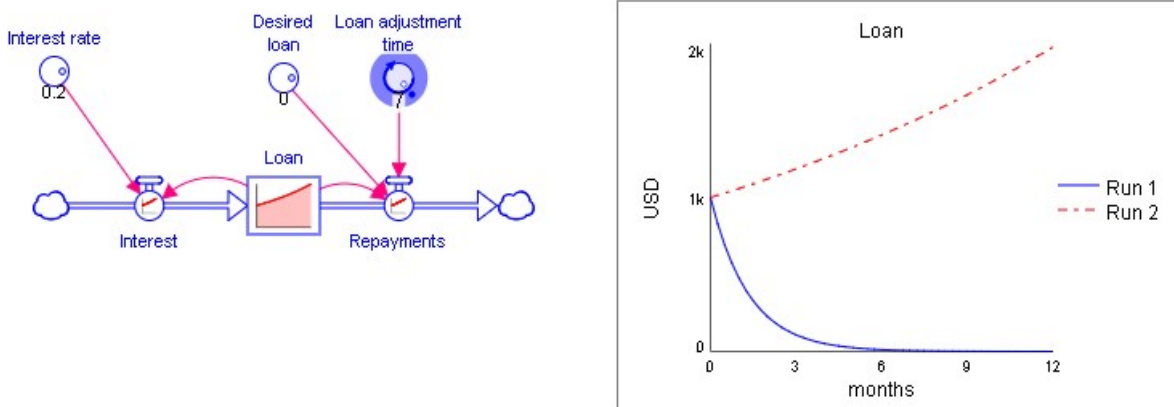 Interest rate
0.2
Desired
loan
0
Loan adjustment
time
7
Loan
Interest
Repayments
Loan
2k
1k
0
USD
0
3
6
9
12
months
Run 1
Run 2